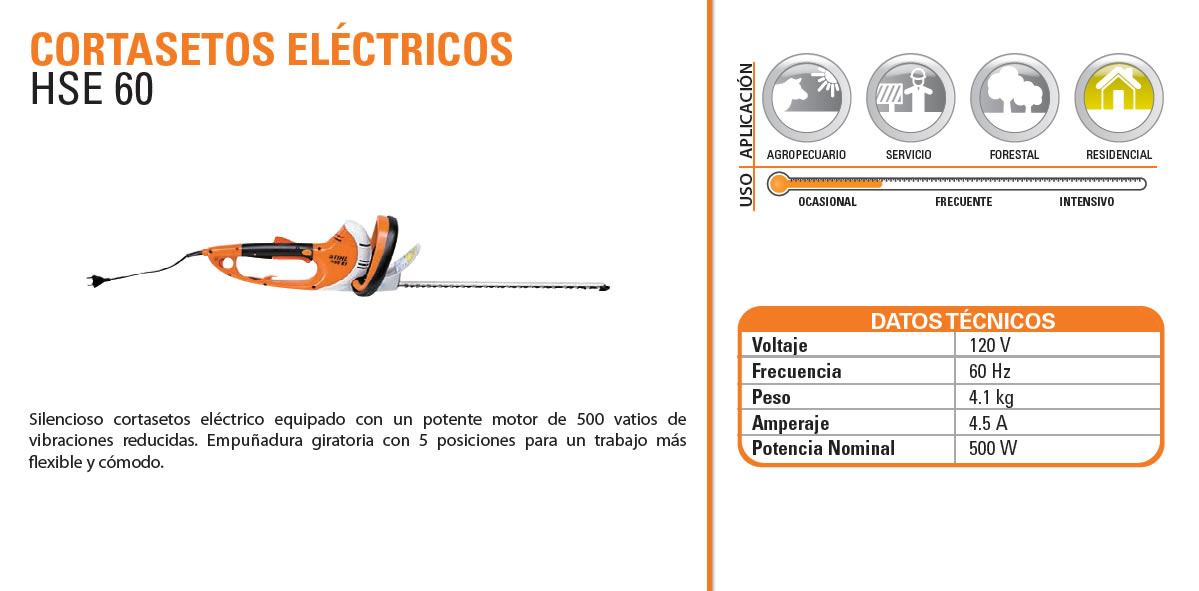 CORTASETOS ELÉCTRICOS
HSE 60
STIHL
Silencioso cortasetos eléctrico equipado con un potente motor de 500 vatios de
vibraciones reducidas. Empuñadura giratoria con 5 posiciones para un trabajo más
flexible y cómodo.
APLICACIÓN
AGROPECUARIO SERVICIO FORESTAL RESIDENCIAL
USO
OCASIONAL FRECUENTE INTENSIVO
DATOS TÉCNICOS
Voltaje 120 V
Frecuencia 60 Hz
Peso 4.1 kg
Amperaje 4.5 A
Potencia Nominal 500 W